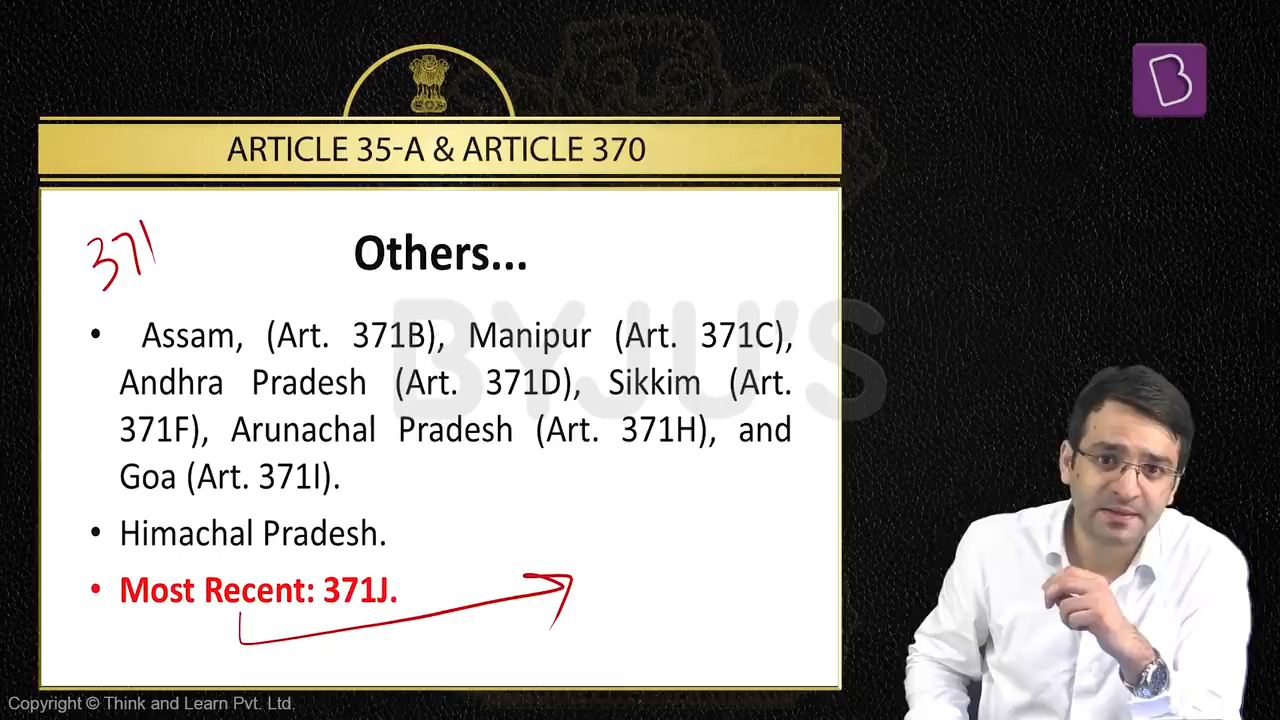 B
ARTICLE 35-A & ARTICLE 370
371
Others...
BYJU'S
• Assam, (Art. 371B), Manipur (Art. 371C),
Andhra Pradesh (Art. 371D), Sikkim (Art.
371F), Arunachal Pradesh (Art. 371H), and
Goa (Art. 371I).
• Himachal Pradesh.
• Most Recent: 371J.
Copyright © Think and Learn Pvt. Ltd.